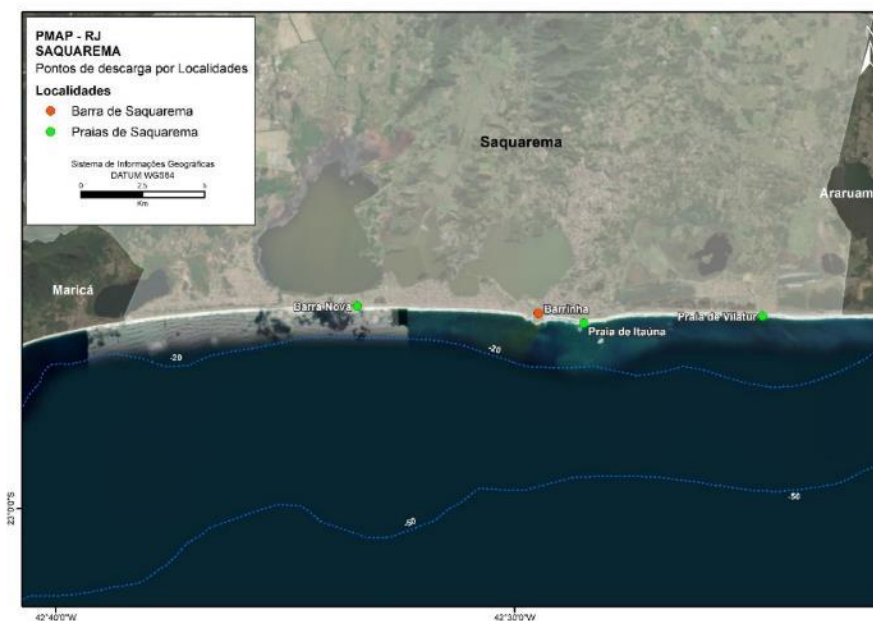 PMAP - RJ
SAQUAREMA
Pontos de descarga por Localidades
Localidades
Barra de Saquarema
Praias de Saquarema
Sistema de Informações Geográficas
DATUM WGS84
0 2.5 5
Km
Saquarema
Araruama
Maricá
Barra Nova
Barrinha
Praia de Vilatur
Praia de Itaúna
-20
-20
-50
-50
23°0'0"S
42°40'0"W
42°30'0"W